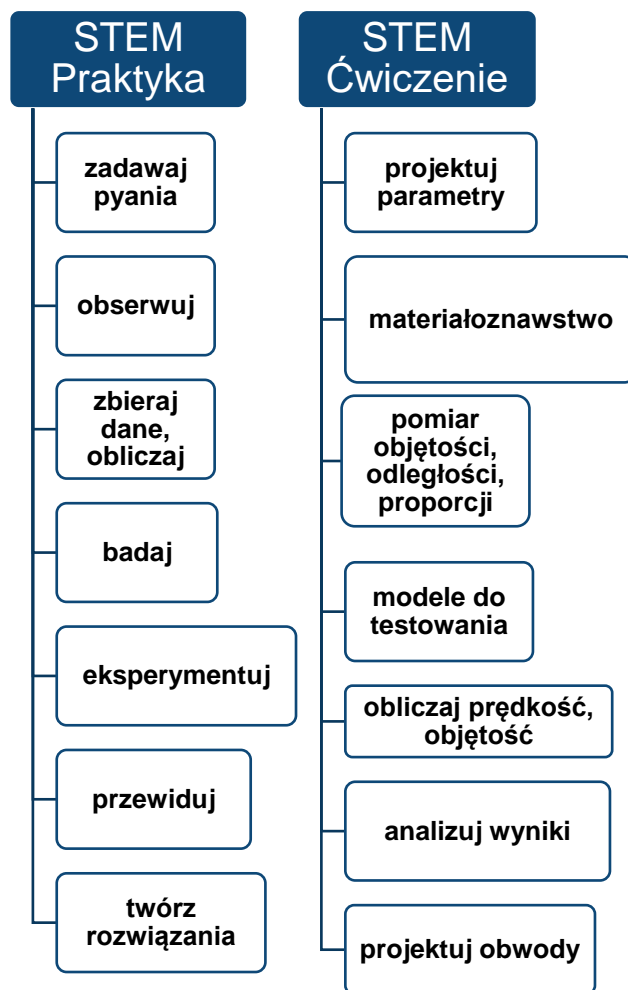 STEM
Praktyka
zadawaj
pyania
obserwuj
zbieraj
dane,
obliczaj
badaj
eksperymentuj
przewiduj
twórz
rozwiązania
STEM
Ćwiczenie
projektuj
parametry
materiałoznawstwo
pomiar
objętości,
odległości,
proporcji
modele do
testowania
obliczaj prędkość,
objętość
analizuj wyniki
projektuj obwody